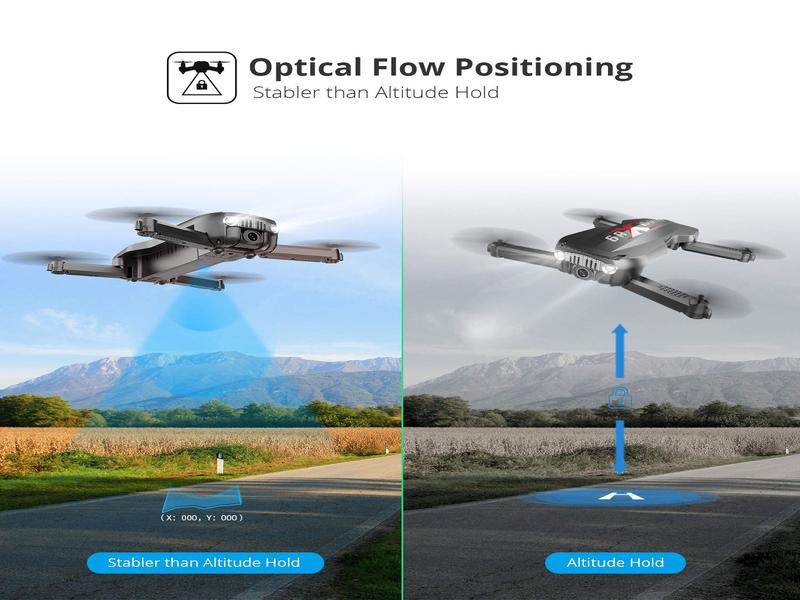 Optical Flow Positioning
Stabler than Altitude Hold
(X: 000, Y: 000)
Stabler than Altitude Hold
Altitude Hold